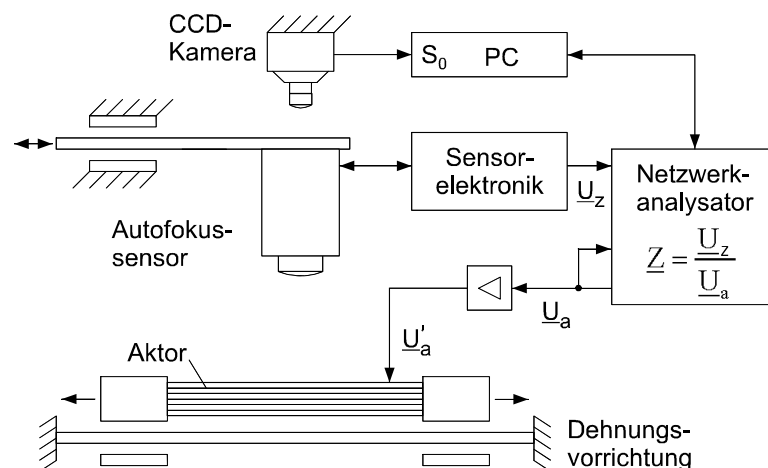 CCD-
Kamera
S₀ PC
Sensor-
elektronik
U_z
Netzwerk-
analysator
Z = U_z / U_a
Autofokus-
sensor
U_a
U'_a
Aktor
Dehnungs-
vorrichtung